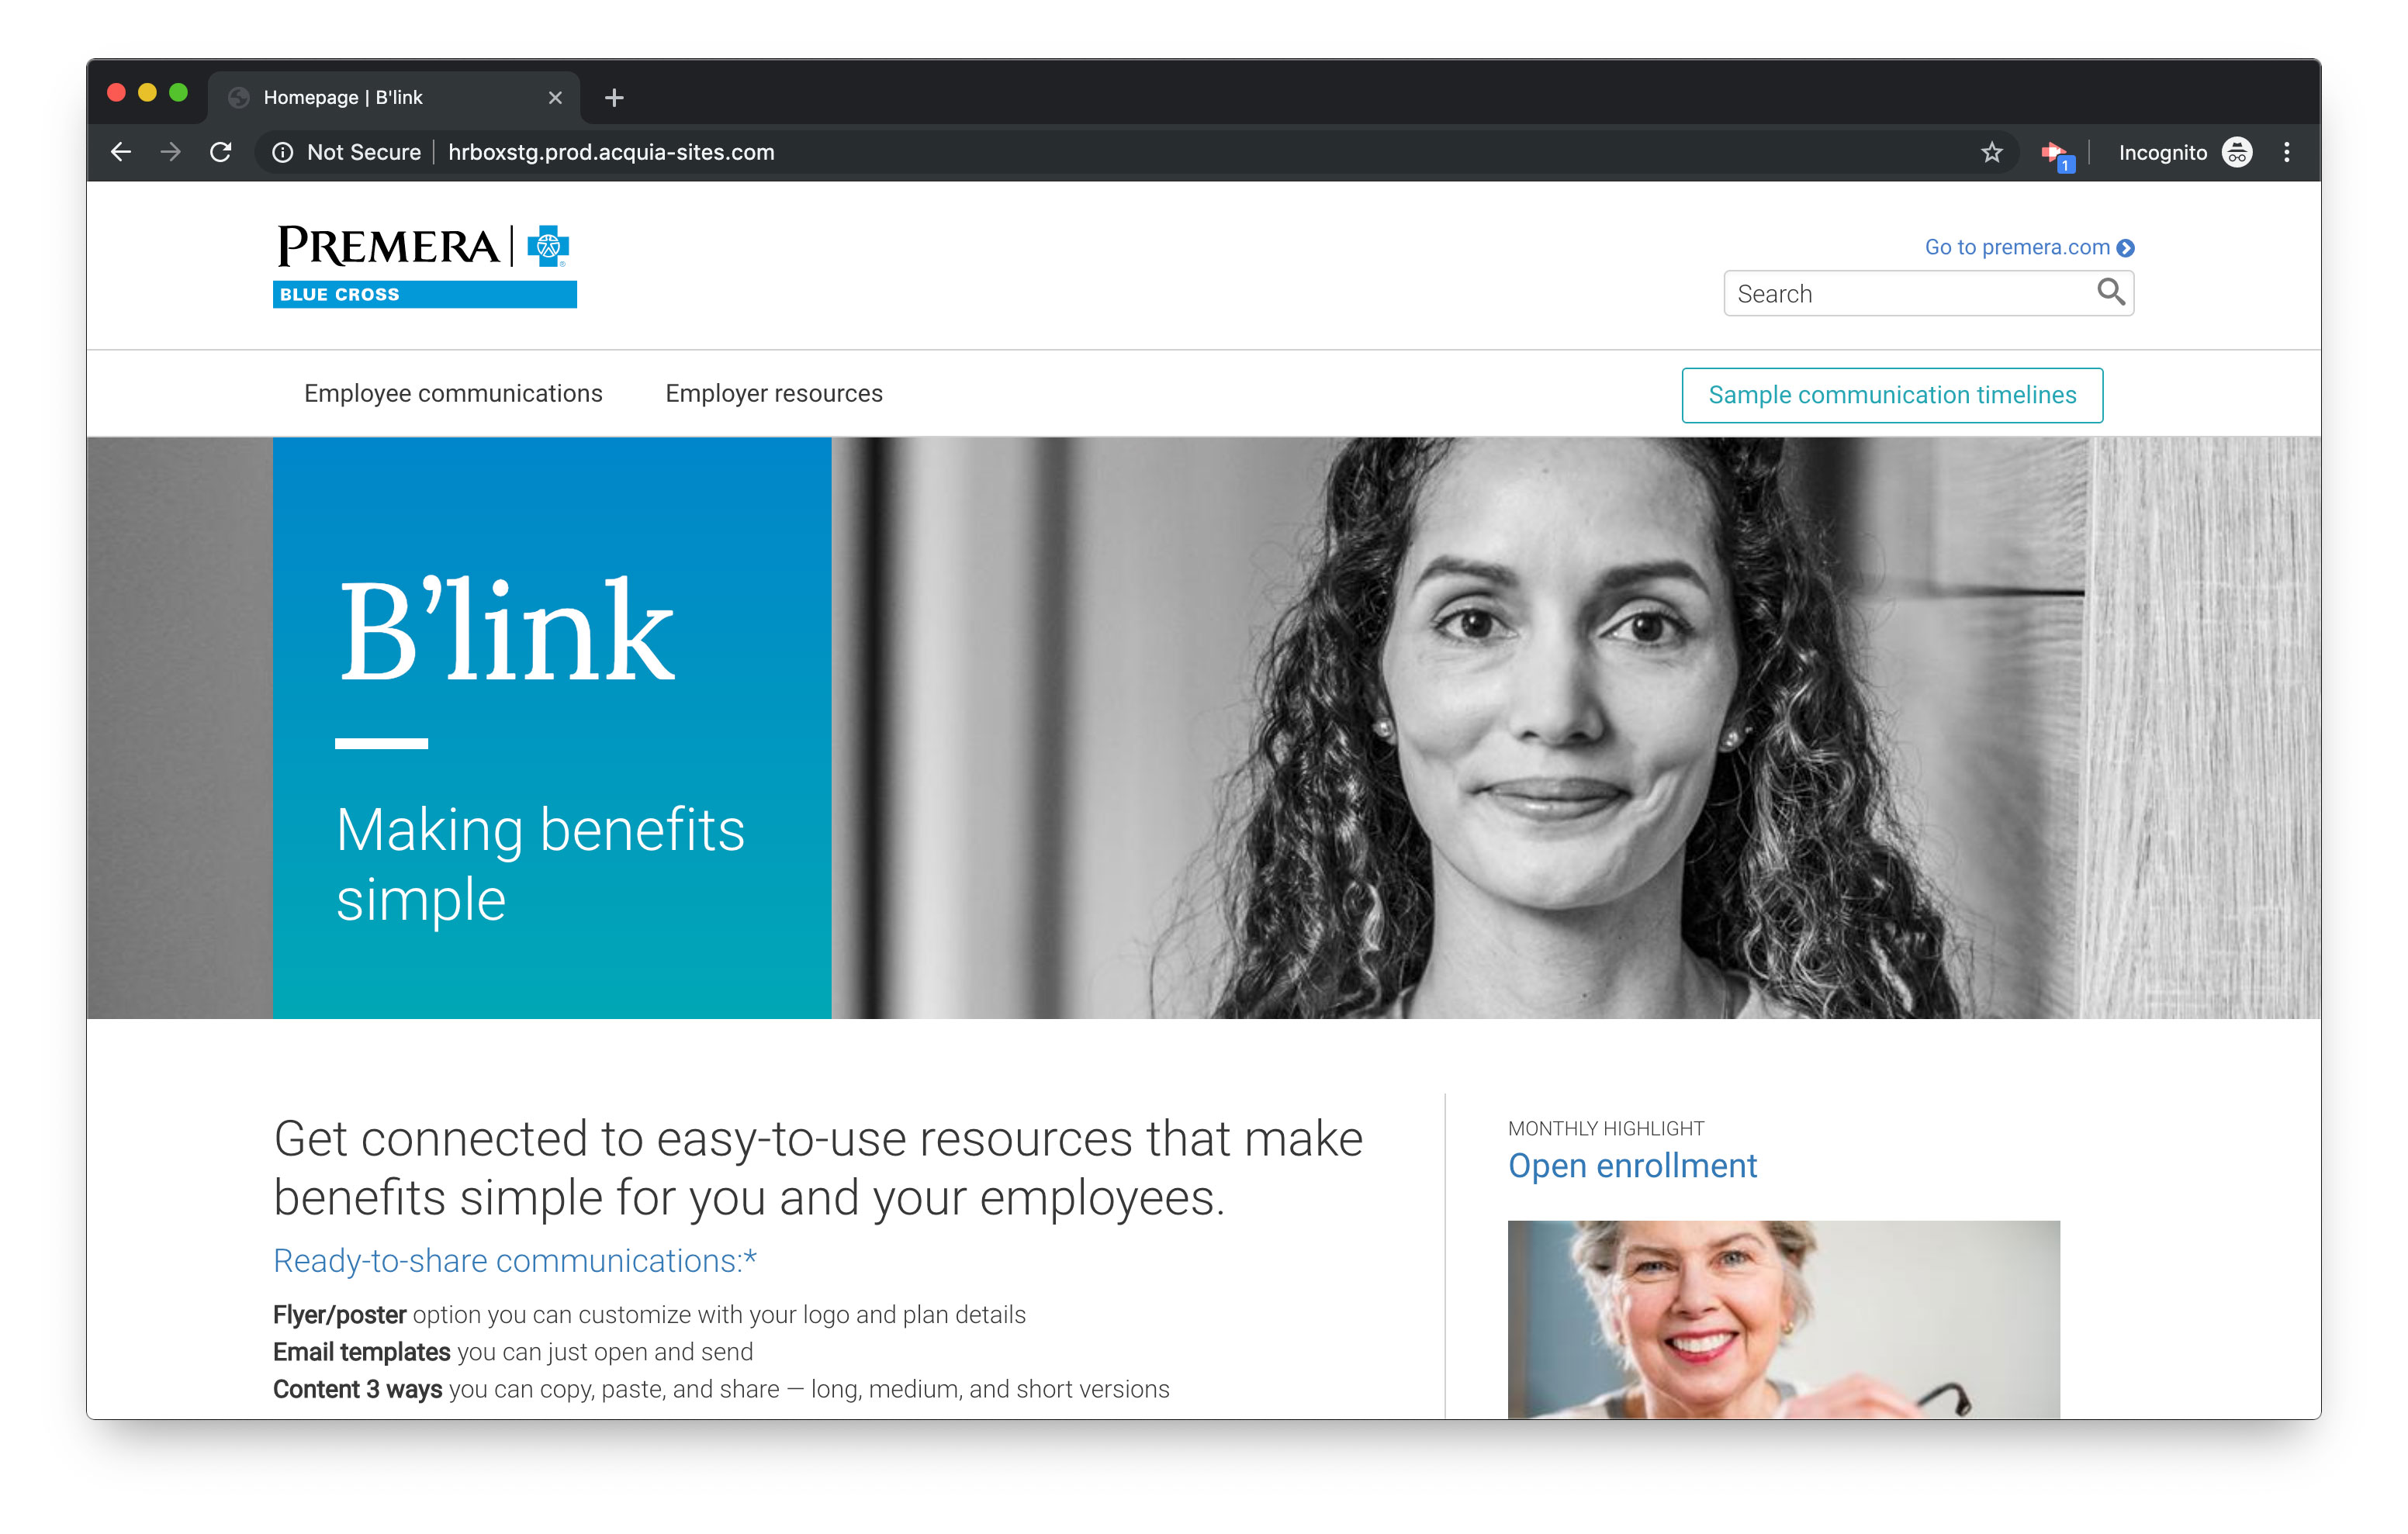 Homepage | B'link
Not Secure | hrboxstg.prod.acquia-sites.com
1
Incognito
PREMERA
BLUE CROSS
®
Go to premera.com
Search
Employee communications
Employer resources
Sample communication timelines
B’link
Making benefits
simple
Get connected to easy-to-use resources that make
benefits simple for you and your employees.
Ready-to-share communications:*
Flyer/poster option you can customize with your logo and plan details
Email templates you can just open and send
Content 3 ways you can copy, paste, and share — long, medium, and short versions
MONTHLY HIGHLIGHT
Open enrollment